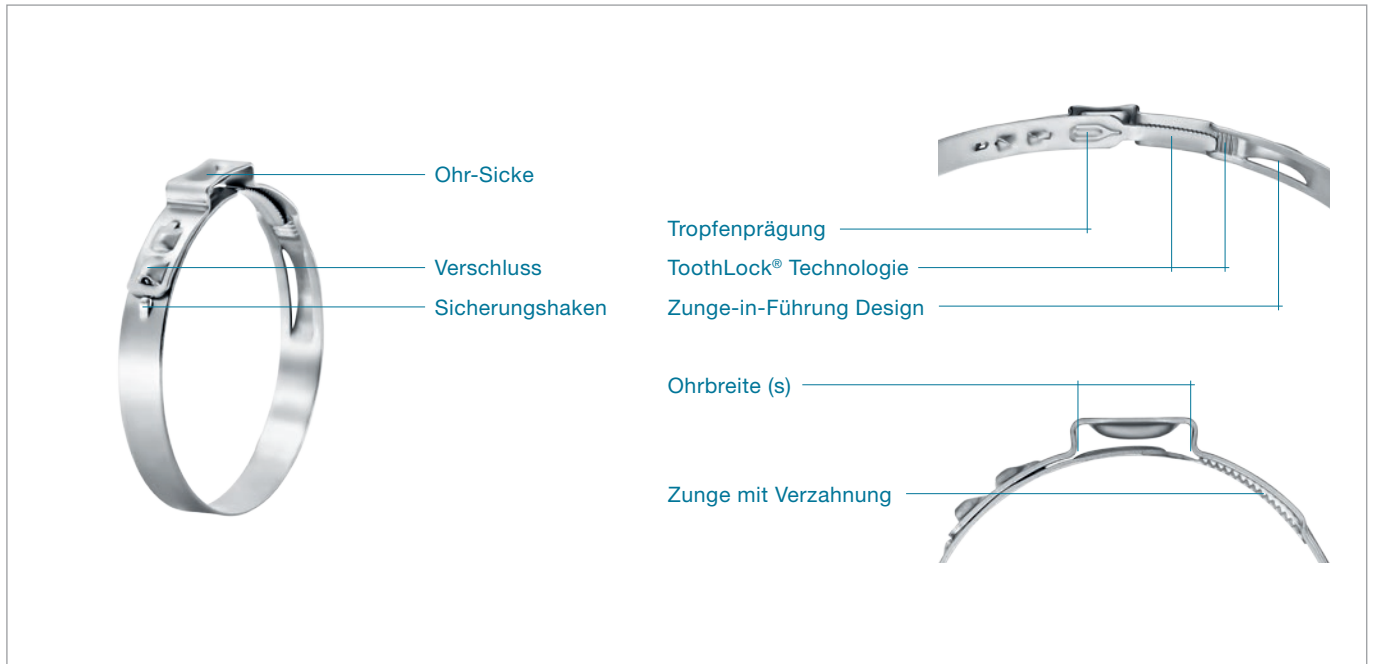 Ohr-Sicke
Verschluss
Sicherungshaken
Tropfenprägung
ToothLock® Technologie
Zunge-in-Führung Design
Ohrbreite (s)
Zunge mit Verzahnung